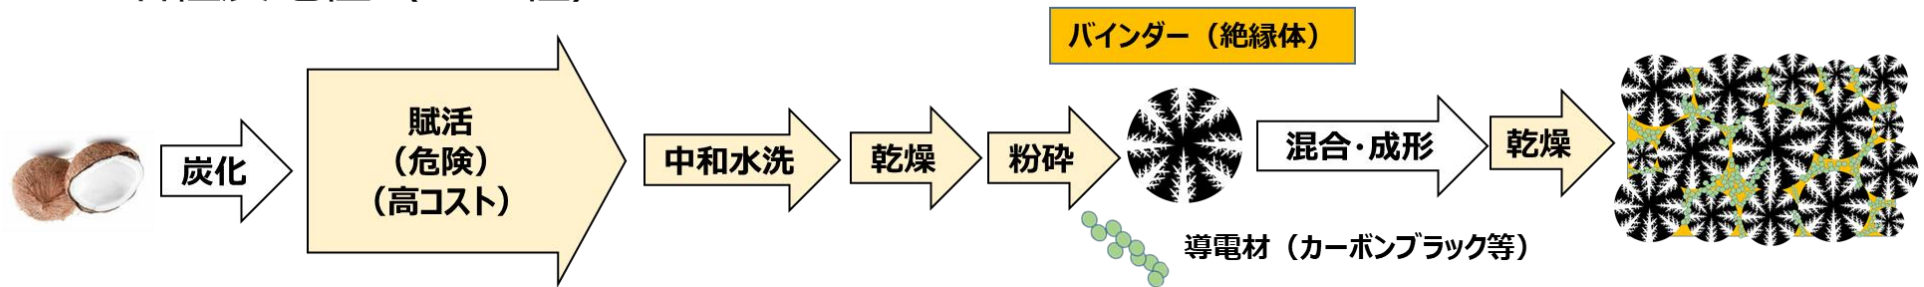 バインダー（絶縁体）
炭化
賦活
（危険）
（高コスト）
中和水洗
乾燥
粉砕
混合・成形
乾燥
導電材（カーボンブラック等）